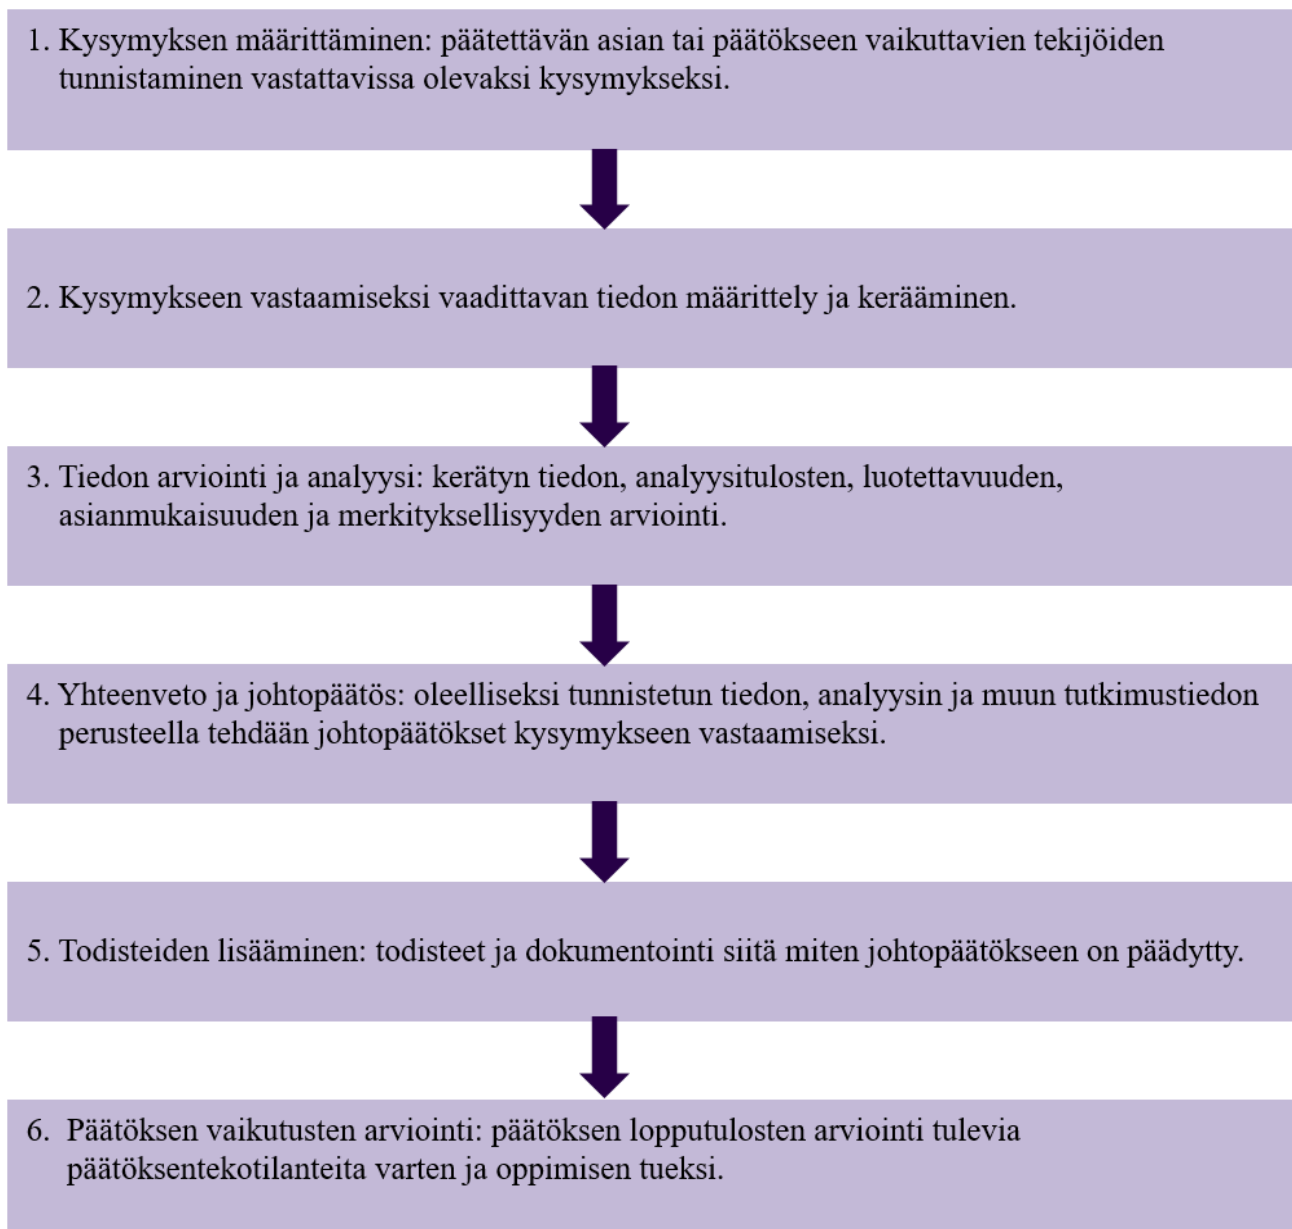 1. Kysymyksen määrittäminen: päätettävän asian tai päätökseen vaikuttavien tekijöiden
tunnistaminen vastattavissa olevaksi kysymykseksi.
2. Kysymykseen vastaamiseksi vaadittavan tiedon määrittely ja kerääminen.
3. Tiedon arviointi ja analyysi: kerätyn tiedon, analyysitulosten, luotettavuuden,
asianmukaisuuden ja merkityksellisyyden arviointi.
4. Yhteenveto ja johtopäätös: oleelliseksi tunnistetun tiedon, analyysin ja muun tutkimustiedon
perusteella tehdään johtopäätökset kysymykseen vastaamiseksi.
5. Todisteiden lisääminen: todisteet ja dokumentointi siitä miten johtopäätökseen on päädytty.
6. Päätöksen vaikutusten arviointi: päätöksen lopputulosten arviointi tulevia
päätöksentekotilanteita varten ja oppimisen tueksi.